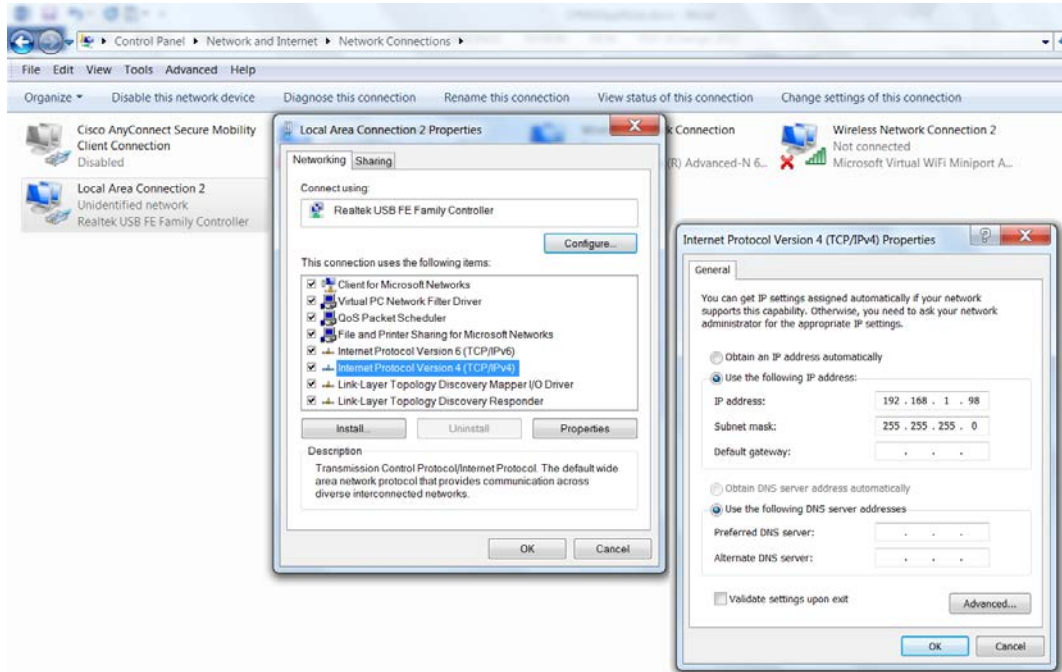 Control Panel ▸ Network and Internet ▸ Network Connections ▸
File Edit View Tools Advanced Help
Organize Disable this network device Diagnose this connection Rename this connection View status of this connection Change settings of this connection
Cisco AnyConnect Secure Mobility
Client Connection
Disabled
Local Area Connection 2
Unidentified network
Realtek USB FE Family Controller
k Connection
(R) Advanced-N 6...
Wireless Network Connection 2
Not connected
Microsoft Virtual WiFi Miniport A...
Local Area Connection 2 Properties
Networking Sharing
Connect using:
Realtek USB FE Family Controller
Configure...
This connection uses the following items:
Client for Microsoft Networks
Virtual PC Network Filter Driver
QoS Packet Scheduler
File and Printer Sharing for Microsoft Networks
Internet Protocol Version 6 (TCP/IPv6)
Internet Protocol Version 4 (TCP/IPv4)
Link-Layer Topology Discovery Mapper I/O Driver
Link-Layer Topology Discovery Responder
Install... Uninstall Properties
Description
Transmission Control Protocol/Internet Protocol. The default wide
area network protocol that provides communication across
diverse interconnected networks.
OK Cancel
Internet Protocol Version 4 (TCP/IPv4) Properties
General
You can get IP settings assigned automatically if your network
supports this capability. Otherwise, you need to ask your network
administrator for the appropriate IP settings.
Obtain an IP address automatically
Use the following IP address:
IP address: 192 . 168 . 1 . 98
Subnet mask: 255 . 255 . 255 . 0
Default gateway: . . .
Obtain DNS server address automatically
Use the following DNS server addresses
Preferred DNS server: . . .
Alternate DNS server: . . .
Validate settings upon exit
Advanced...
OK Cancel